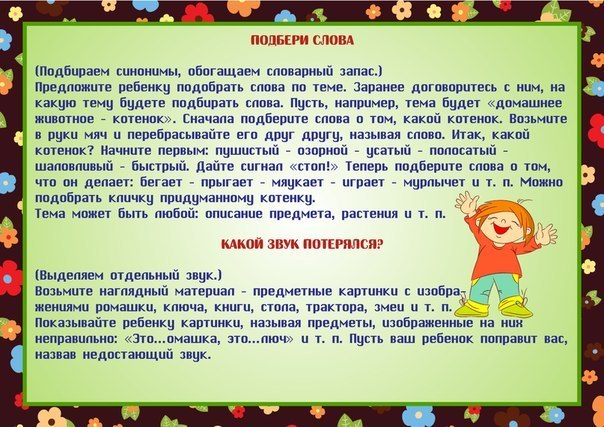 ПОДБЕРИ СЛОВА
(Подбираем синонимы, обогащаем словарный запас.)
Предложите ребенку подобрать слова по теме. Заранее договоритесь с ним, на
какую тему будете подбирать слова. Пусть, например, тема будет «домашнее
животное - котенок». Сначала подберите слова о том, какой котенок. Возьмите
в руки мяч и перебрасывайте его друг другу, называя слово. Итак, какой
котенок? Начните первым: пушистый - озорной - усатый - полосатый -
шаловливый - быстрый. Дайте сигнал «стоп!» Теперь подберите слова о том,
что он делает: бегает - прыгает - мяукает - играет - мурлычет и т. п. Можно
подобрать кличку придуманному котенку.
Тема может быть любой: описание предмета, растения и т. п.
КАКОЙ ЗВУК ПОТЕРЯЛСЯ?
(Выделяем отдельный звук.)
Возьмите наглядный материал - предметные картинки с изобра-
жениями ромашки, ключа, книги, стола, трактора, змеи и т. п.
Показывайте ребенку картинки, называя предметы, изображенные на них
неправильно: «Это...омашка, это...люч» и т. п. Пусть ваш ребенок поправит вас,
назвав недостающий звук.